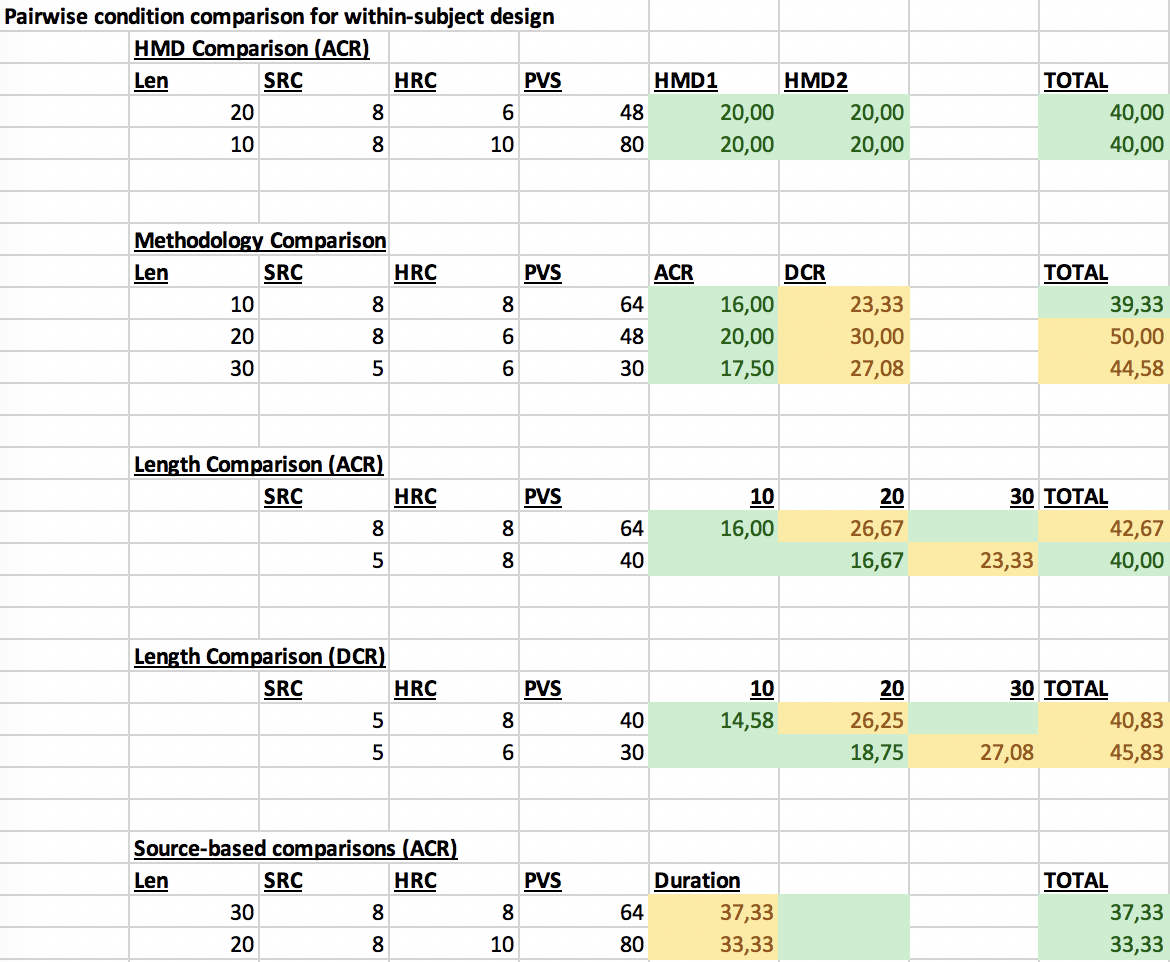 Pairwise condition comparison for within-subject design
HMD Comparison (ACR)
Len SRC HRC PVS HMD1 HMD2 TOTAL
20 8 6 48 20,00 20,00 40,00
10 8 10 80 20,00 20,00 40,00
Methodology Comparison
Len SRC HRC PVS ACR DCR TOTAL
10 8 8 64 16,00 23,33 39,33
20 8 6 48 20,00 30,00 50,00
30 5 6 30 17,50 27,08 44,58
Length Comparison (ACR)
SRC HRC PVS 10 20 30 TOTAL
8 8 64 16,00 26,67 42,67
5 8 40 16,67 23,33 40,00
Length Comparison (DCR)
SRC HRC PVS 10 20 30 TOTAL
5 8 40 14,58 26,25 40,83
5 6 30 18,75 27,08 45,83
Source-based comparisons (ACR)
Len SRC HRC PVS Duration TOTAL
30 8 8 64 37,33 37,33
20 8 10 80 33,33 33,33